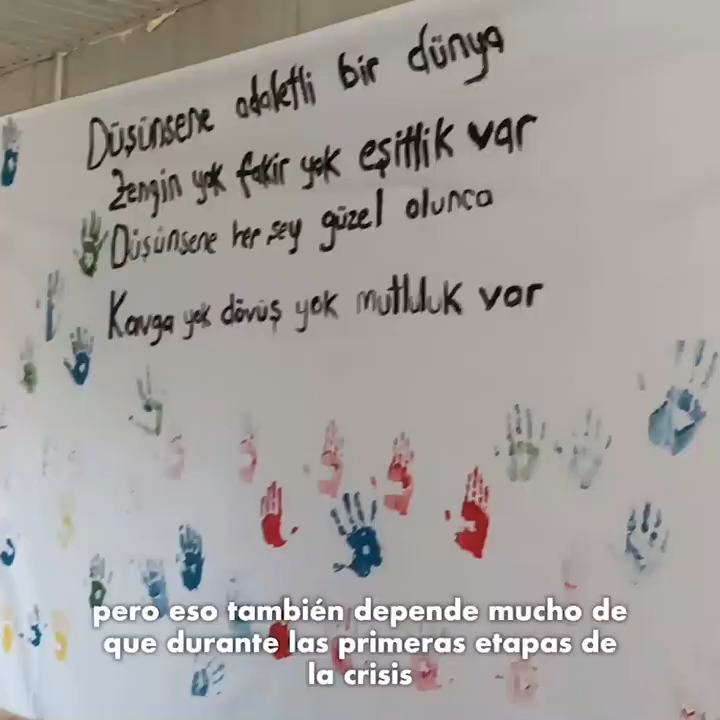 Düşünsene adaletli bir dünya
Zengin yok fakir yok eşitlik var
Düşünsene her şey güzel olunca
Kavga yok dövüş yok mutluluk var
pero eso también depende mucho de
que durante las primeras etapas de
la crisis